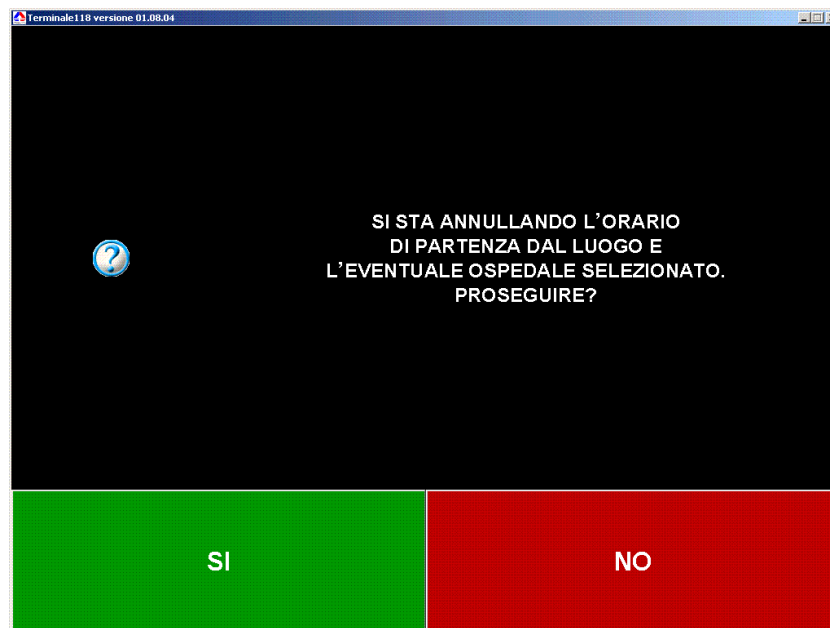 Terminale118 versione 01.08.04
SI STA ANNULLANDO L'ORARIO
DI PARTENZA DAL LUOGO E
L'EVENTUALE OSPEDALE SELEZIONATO.
PROSEGUIRE?
SI
NO